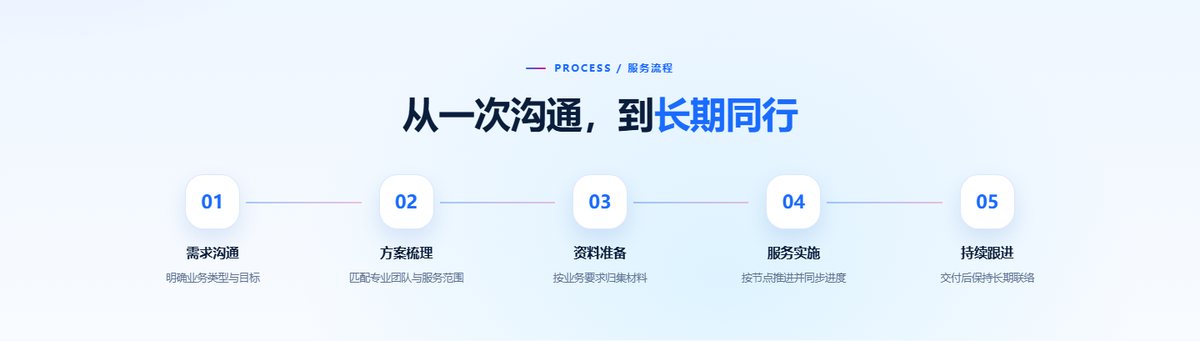 PROCESS / 服务流程
从一次沟通，到长期同行
01
02
03
04
05
需求沟通
方案梳理
资料准备
服务实施
持续跟进
明确业务类型与目标
匹配专业团队与服务范围
按业务要求归集材料
按节点推进并同步进度
交付后保持长期联络